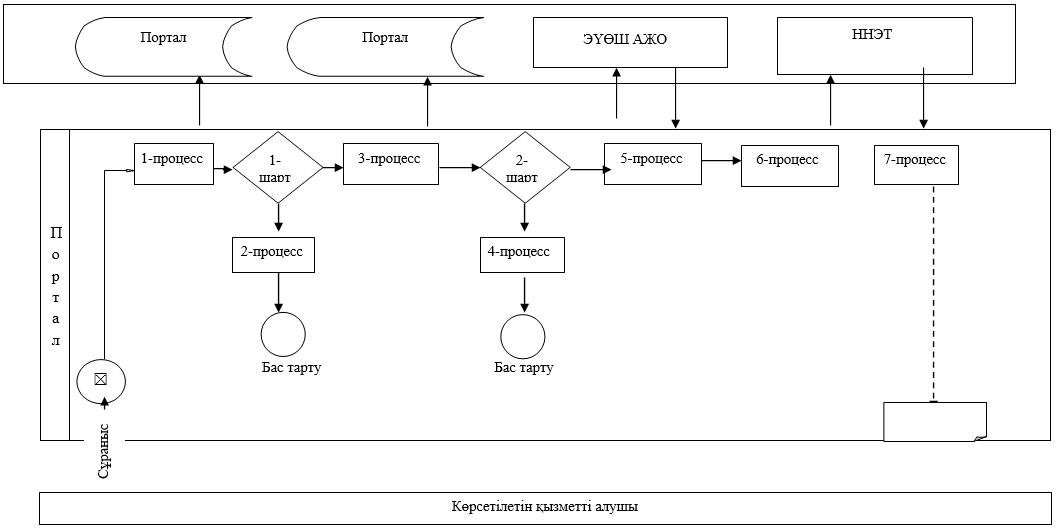 Портал
Портал
ЭҮӨШ АЖО
ННЭТ
1-процесс
1-
шарт
3-процесс
2-
шарт
5-процесс
6-процесс
7-процесс
Портал
2-процесс
4-процесс
Бас тарту
Бас тарту
Сұраныс
Көрсетілетін қызметті алушы